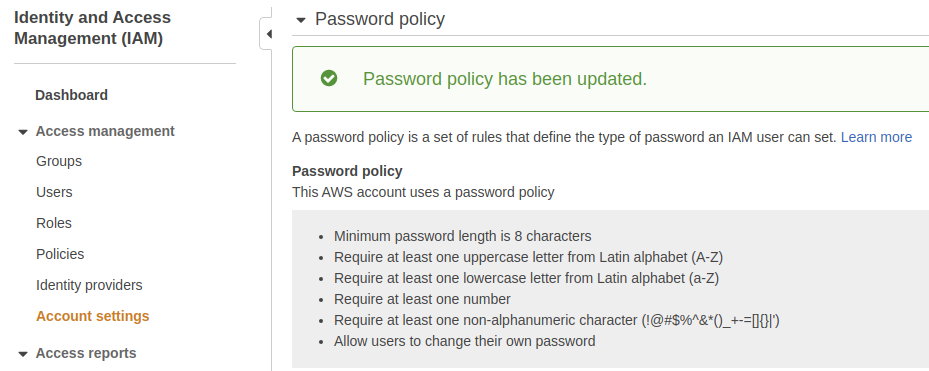 Identity and Access
Management (IAM)
Dashboard
Access management
Groups
Users
Roles
Policies
Identity providers
Account settings
Access reports
Password policy
Password policy has been updated.
A password policy is a set of rules that define the type of password an IAM user can set. Learn more
Password policy
This AWS account uses a password policy
• Minimum password length is 8 characters
• Require at least one uppercase letter from Latin alphabet (A-Z)
• Require at least one lowercase letter from Latin alphabet (a-Z)
• Require at least one number
• Require at least one non-alphanumeric character (!@#$%^&*()_+-=[]{}|')
• Allow users to change their own password